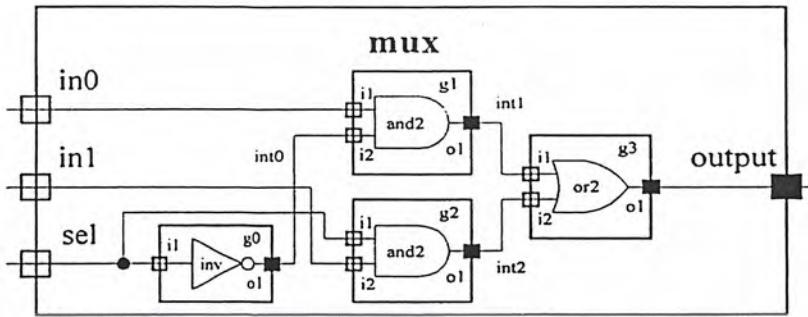 mux
in0
in1
sel
output
int0
int1
int2
g1
i1
and2
i2
o1
g2
i1
and2
i2
o1
g0
i1
inv
o1
g3
i1
or2
i2
o1